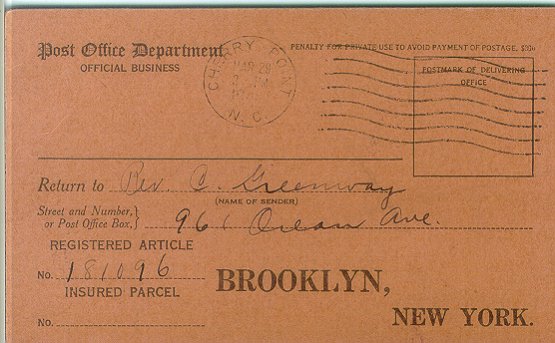 Post Office Department
OFFICIAL BUSINESS
PENALTY FOR PRIVATE USE TO AVOID PAYMENT OF POSTAGE, $300
CHERRY POINT
MAR 28
N. C.
POSTMARK OF DELIVERING
OFFICE
Return to Rev. C. Greenway
(NAME OF SENDER)
Street and Number,
or Post Office Box, } 961 Ocean Ave.
REGISTERED ARTICLE
No. 181096
INSURED PARCEL
BROOKLYN,
No.
NEW YORK.